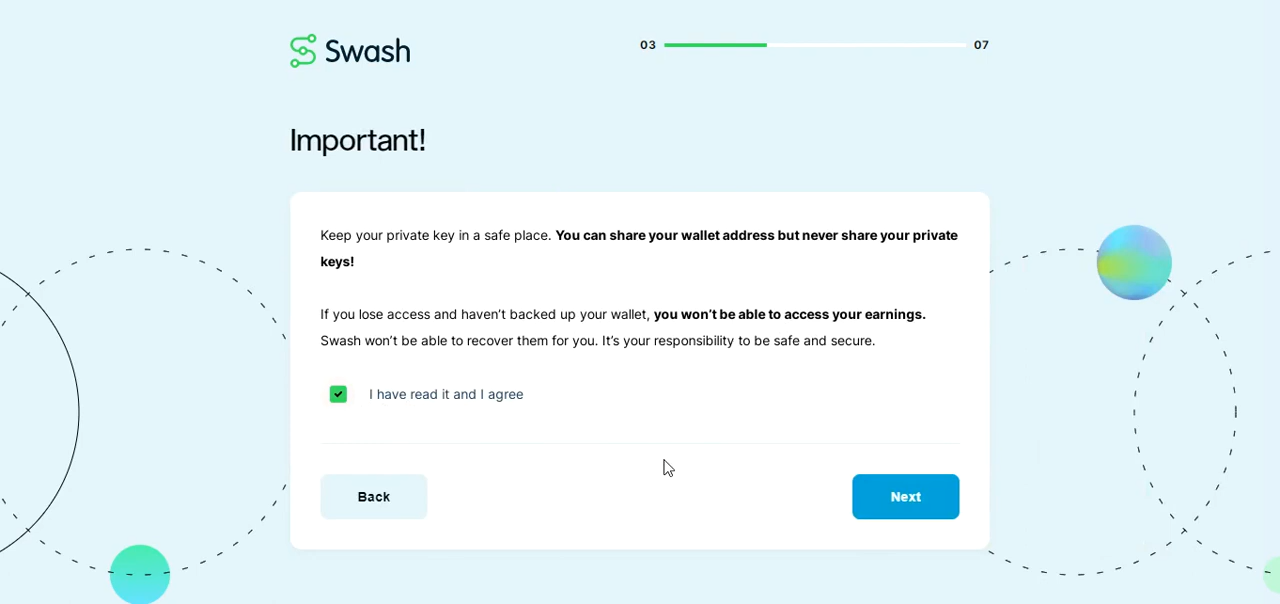 Swash
03 07
Important!
Keep your private key in a safe place. You can share your wallet address but never share your private
keys!
If you lose access and haven’t backed up your wallet, you won’t be able to access your earnings.
Swash won’t be able to recover them for you. It’s your responsibility to be safe and secure.
I have read it and I agree
Back Next